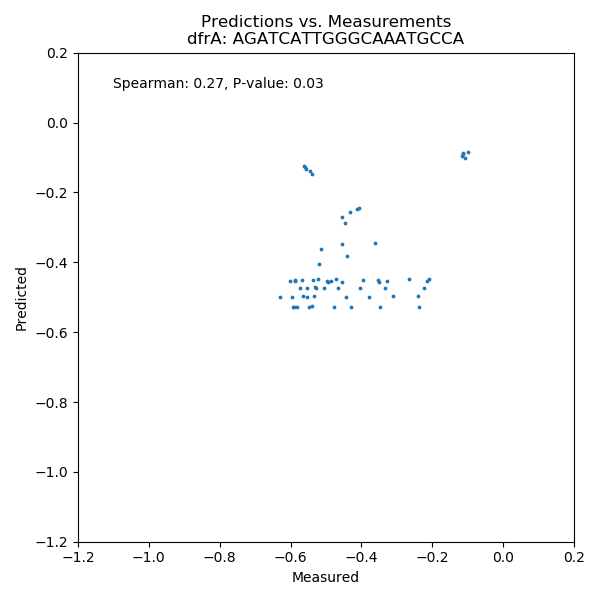 Predictions vs. Measurements
dfrA: AGATCATTGGGCAAATGCCA
Spearman: 0.27, P-value: 0.03
0.2
0.0
−0.2
−0.4
−0.6
−0.8
−1.0
−1.2
Predicted
−1.2 −1.0 −0.8 −0.6 −0.4 −0.2 0.0 0.2
Measured